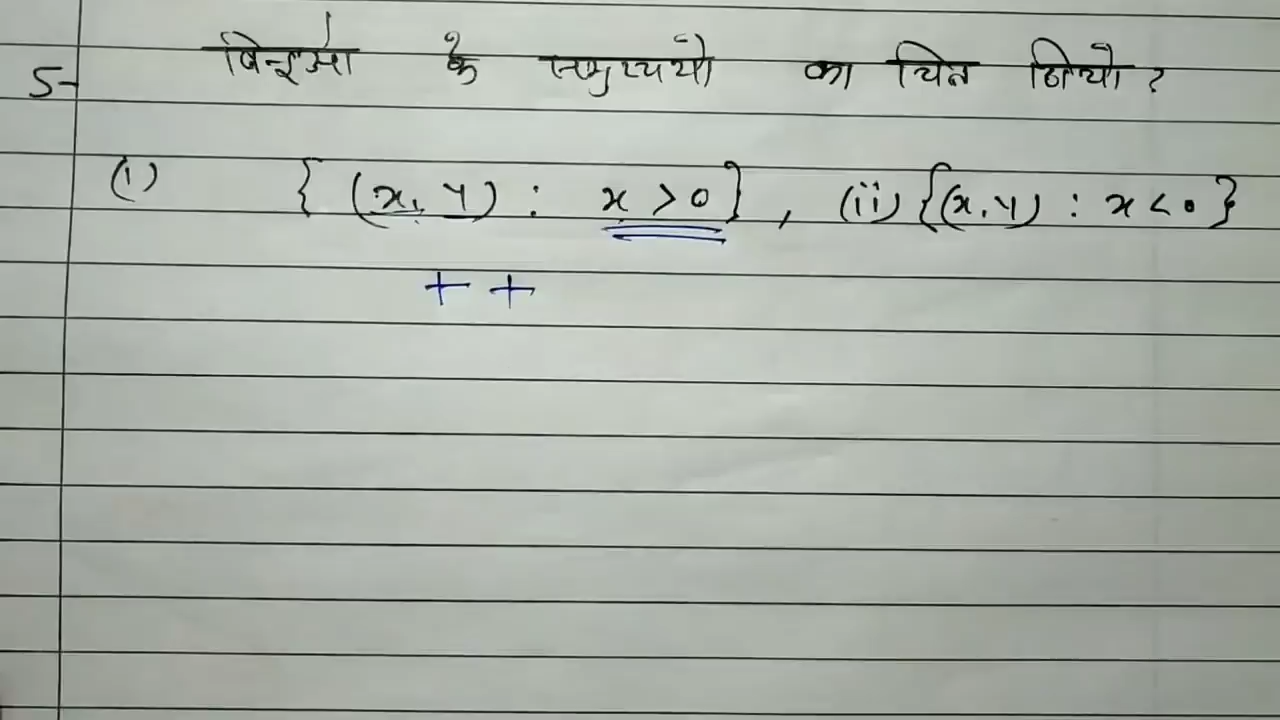 5- बिन्दुओं के समुच्चयों का चित्र खिंचो ?
(i) { (x, y) : x > 0 } , (ii) { (x, y) : x < 0 }
+ +